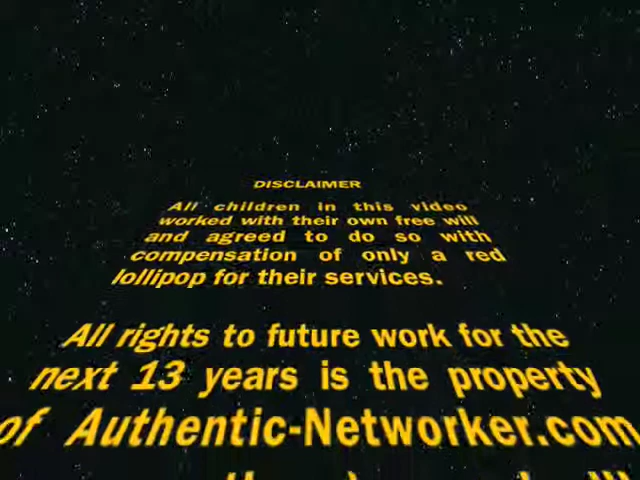 DISCLAIMER
All children in this video
worked with their own free will
and agreed to do so with
compensation of only a red
lollipop for their services.
All rights to future work for the
next 13 years is the property
of Authentic-Networker.com